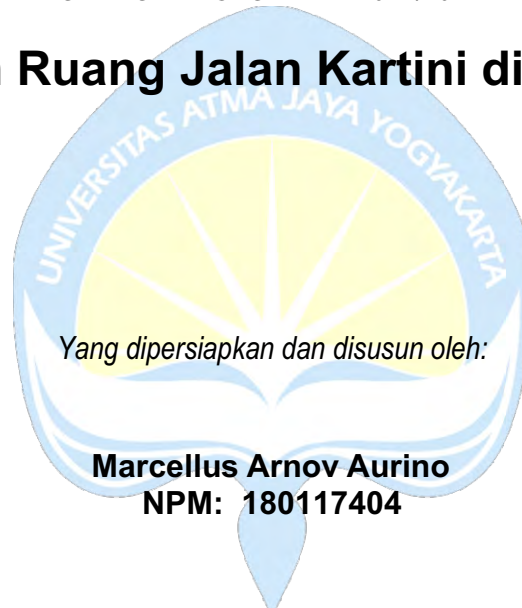 Ruang Jalan Kartini di
UNIVERSITAS ATMA JAYA YOGYAKARTA
Yang dipersiapkan dan disusun oleh:
Marcellus Arnov Aurino
NPM: 180117404